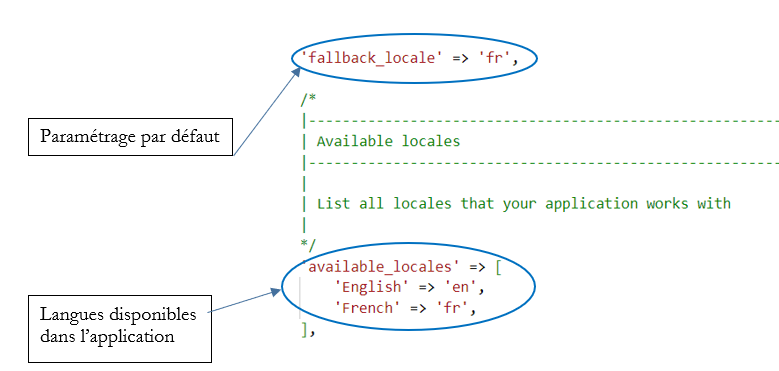 'fallback_locale' => 'fr',
/*
|--------------------------------------------------------
Paramétrage par défaut
| Available locales
|--------------------------------------------------------
|
| List all locales that your application works with
|
*/
'available_locales' => [
'English' => 'en',
'French' => 'fr',
],
Langues disponibles
dans l'application